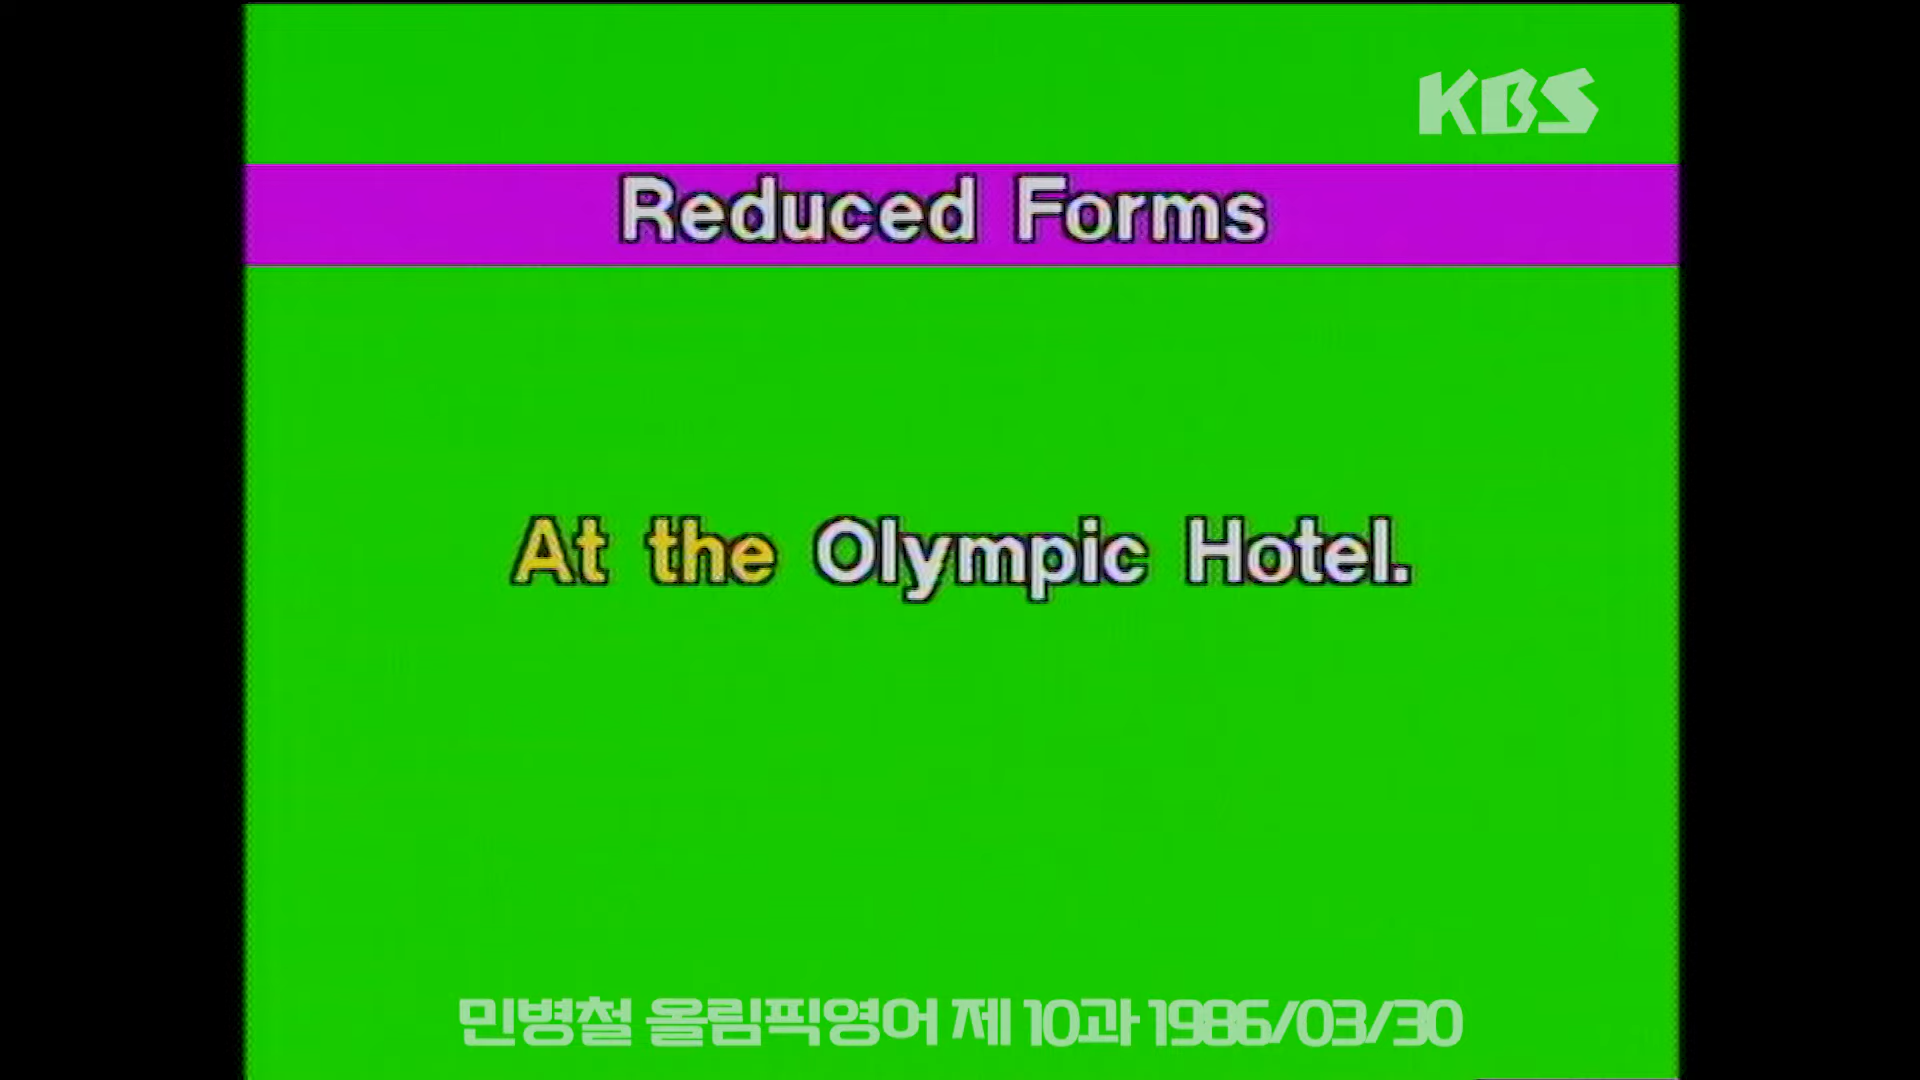 KBS
Reduced Forms
At the Olympic Hotel.
민병철 올림픽영어 제 10과 1986/03/30